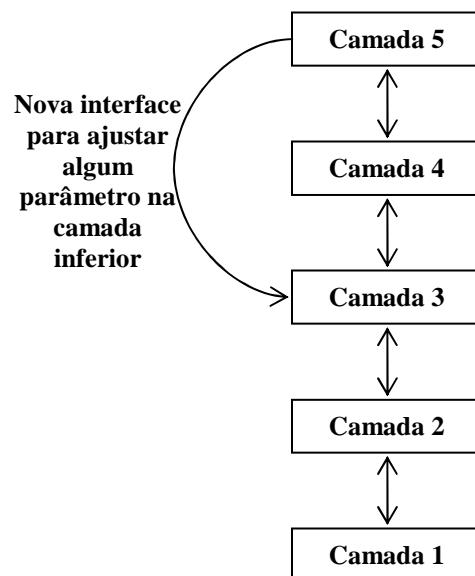 Camada 5
Nova interface
para ajustar
algum
parâmetro na
camada
inferior
Camada 4
Camada 3
Camada 2
Camada 1